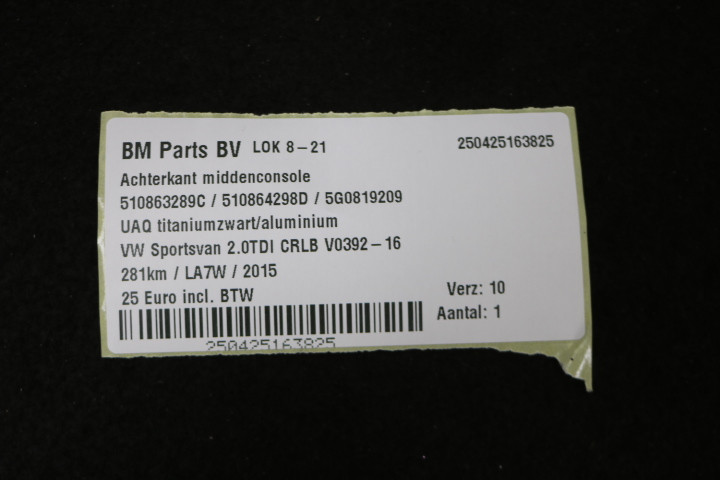 BM Parts BV LOK 8-21 250425163825
Achterkant middenconsole
510863289C / 510864298D / 5G0819209
UAQ titaniumzwart/aluminium
VW Sportsvan 2.0TDI CRLB V0392-16
281km / LA7W / 2015
25 Euro incl. BTW Verz: 10
Aantal: 1
250425163825